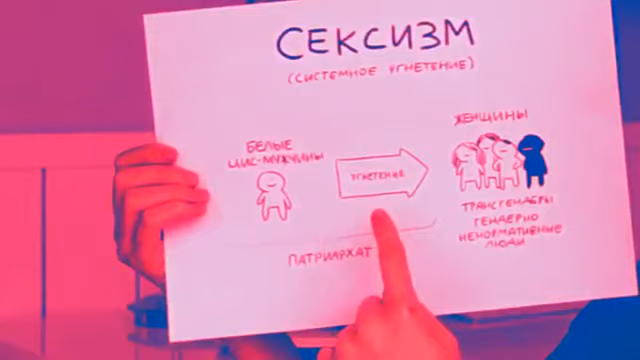 СЕКСИЗМ
(СИСТЕМНОЕ УГНЕТЕНИЕ)
БЕЛЫЕ
ЦИС-МУЖЧИНЫ
УГНЕТЕНИЕ
ЖЕНЩИНЫ
ТРАНСГЕНДЕРЫ
ГЕНДЕРНО
НЕНОРМАТИВНЫЕ
ЛЮДИ
ПАТРИАРХАТ